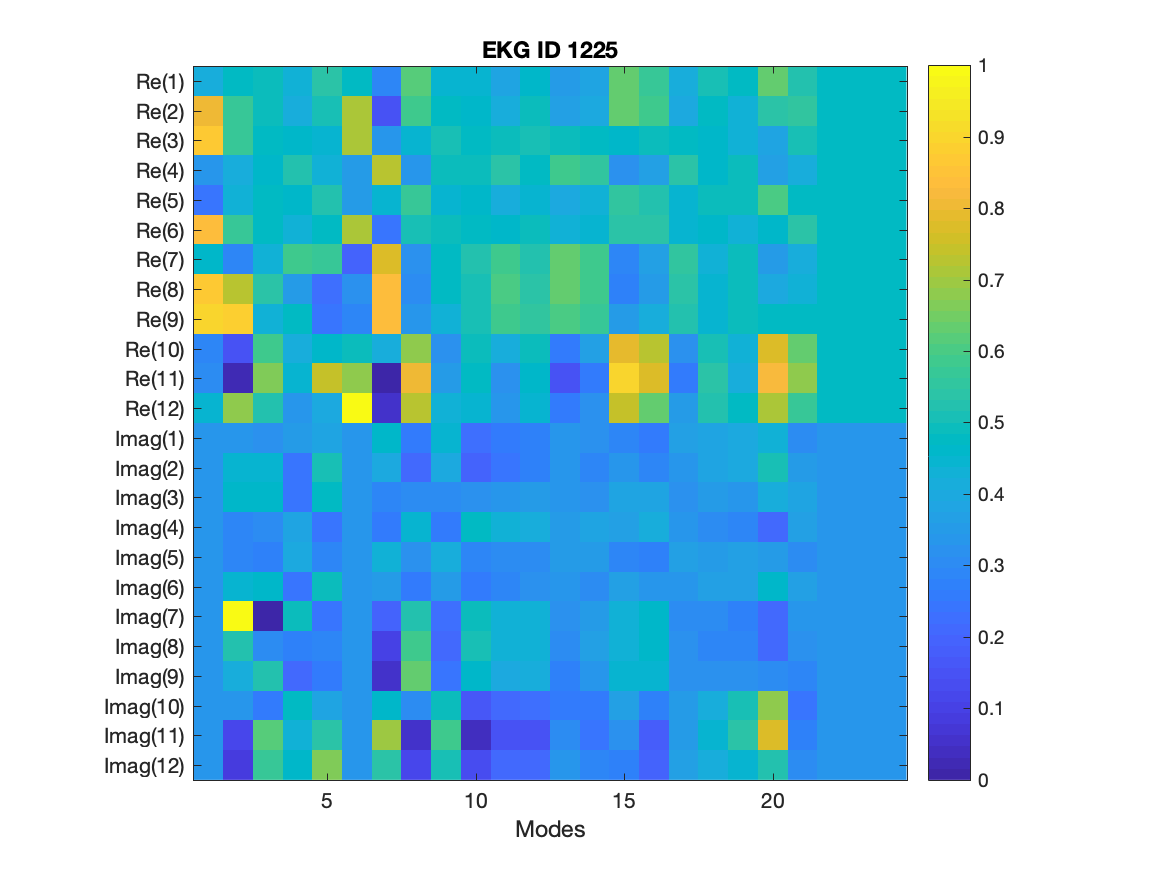 EKG ID 1225
Re(1)
Re(2)
Re(3)
Re(4)
Re(5)
Re(6)
Re(7)
Re(8)
Re(9)
Re(10)
Re(11)
Re(12)
Imag(1)
Imag(2)
Imag(3)
Imag(4)
Imag(5)
Imag(6)
Imag(7)
Imag(8)
Imag(9)
Imag(10)
Imag(11)
Imag(12)
5 10 15 20
Modes
1
0.9
0.8
0.7
0.6
0.5
0.4
0.3
0.2
0.1
0